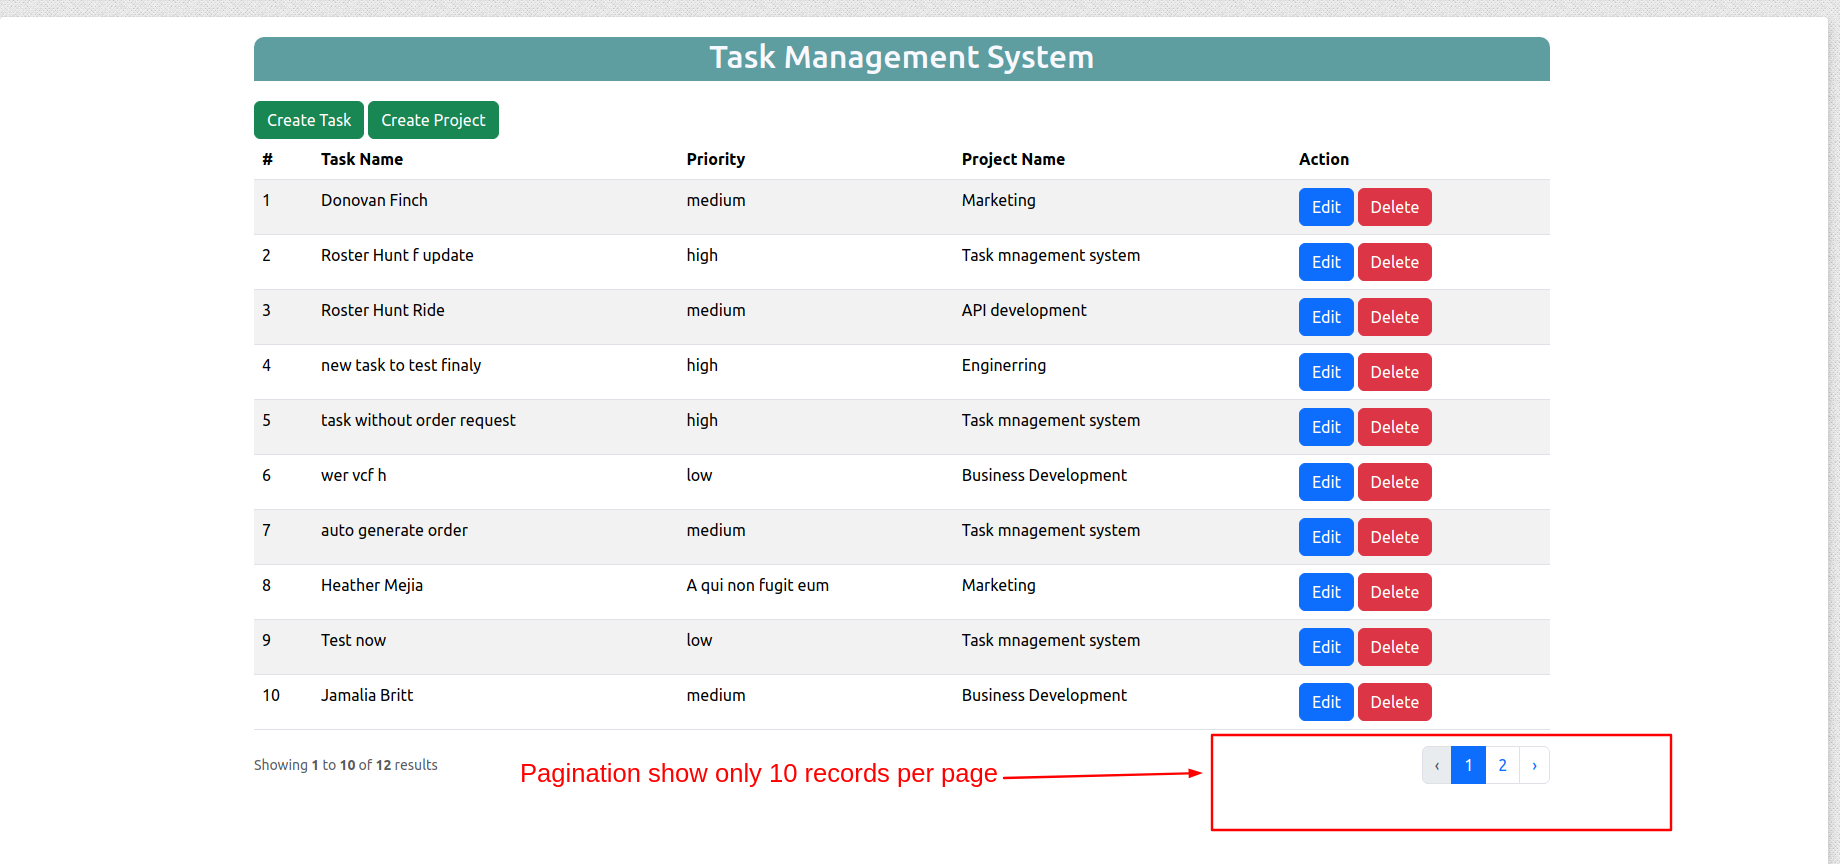 Task Management System
Create Task Create Project
# Task Name Priority Project Name Action
1 Donovan Finch medium Marketing Edit Delete
2 Roster Hunt f update high Task mnagement system Edit Delete
3 Roster Hunt Ride medium API development Edit Delete
4 new task to test finaly high Enginerring Edit Delete
5 task without order request high Task mnagement system Edit Delete
6 wer vcf h low Business Development Edit Delete
7 auto generate order medium Task mnagement system Edit Delete
8 Heather Mejia A qui non fugit eum Marketing Edit Delete
9 Test now low Task mnagement system Edit Delete
10 Jamalia Britt medium Business Development Edit Delete
Showing 1 to 10 of 12 results
Pagination show only 10 records per page
‹ 1 2 ›